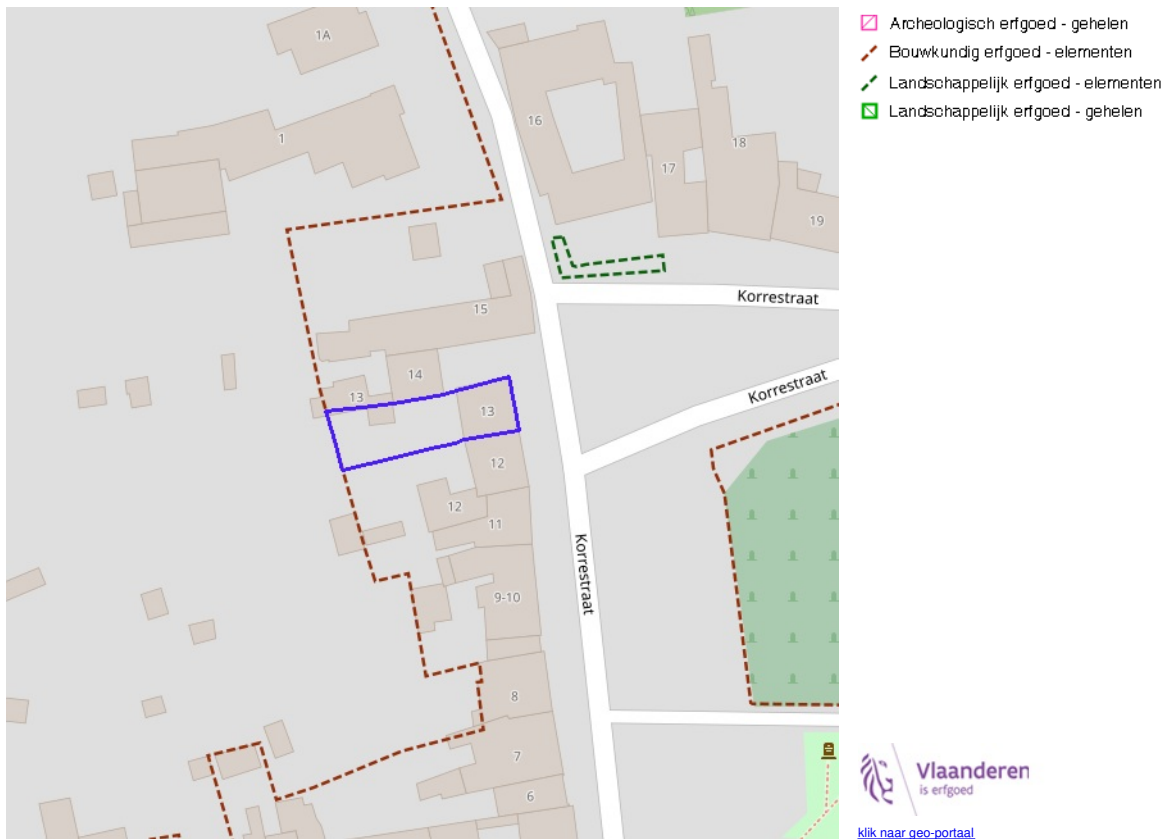 1A
1
16
17
18
19
Korrestraat
15
14
13
13
Korrestraat
12
12
11
Korrestraat
9-10
8
7
6
Archeologisch erfgoed - gehelen
Bouwkundig erfgoed - elementen
Landschappelijk erfgoed - elementen
Landschappelijk erfgoed - gehelen
Vlaanderen
is erfgoed
klik naar geo-portaal